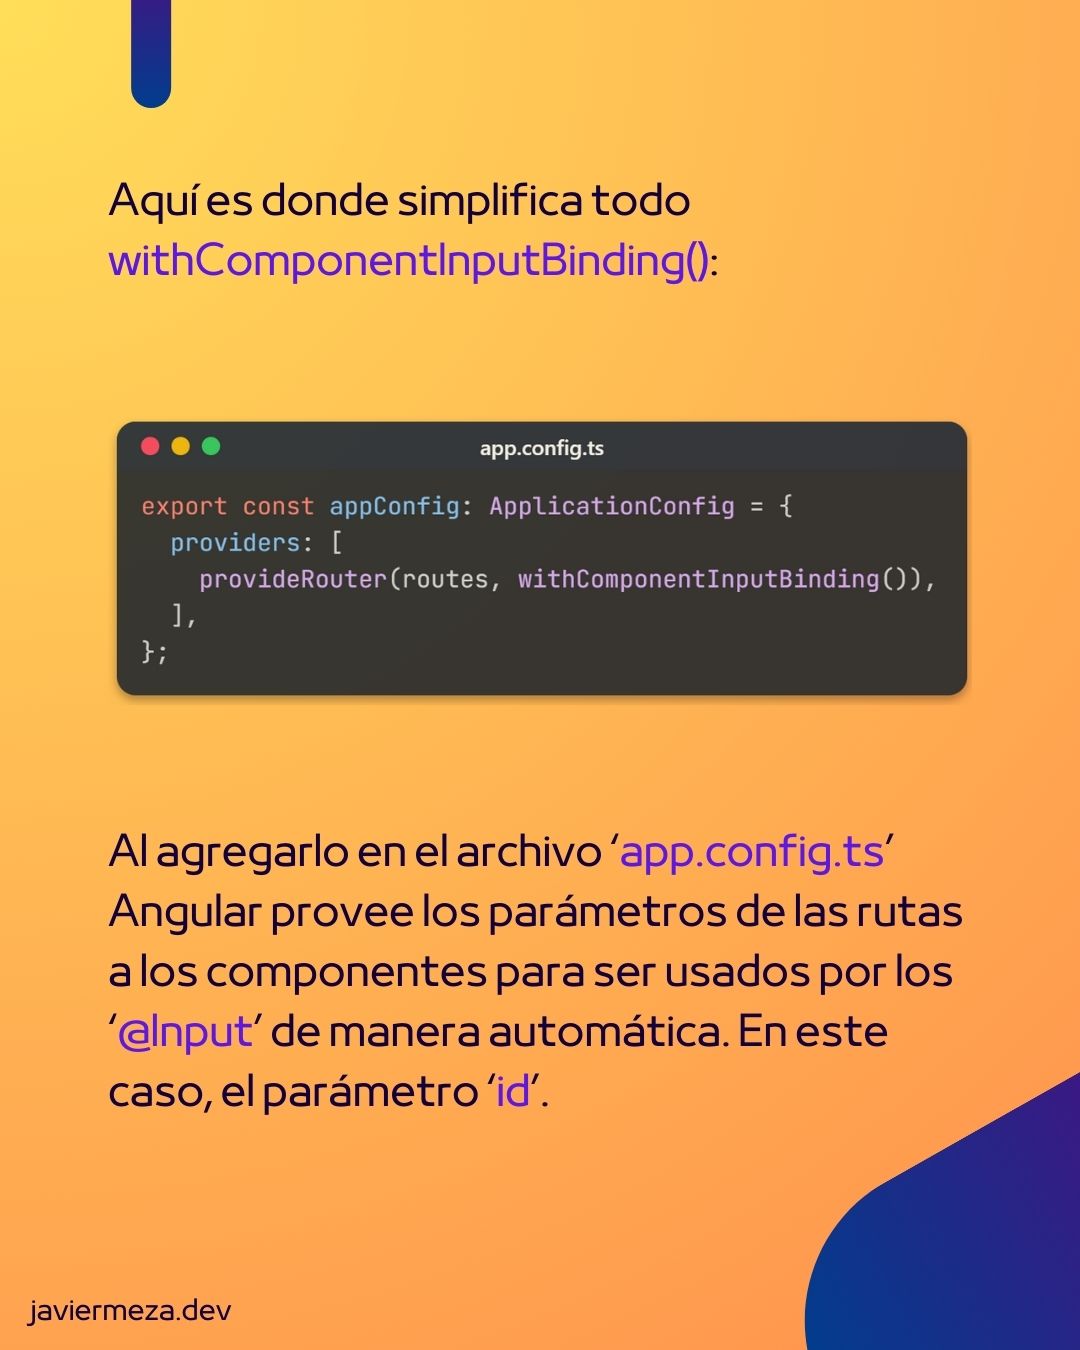 Aquí es donde simplifica todo
withComponentInputBinding():
app.config.ts
export const appConfig: ApplicationConfig = {
  providers: [
    provideRouter(routes, withComponentInputBinding()),
  ],
};
Al agregarlo en el archivo ‘app.config.ts’
Angular provee los parámetros de las rutas
a los componentes para ser usados por los
‘@Input’ de manera automática. En este
caso, el parámetro ‘id’.
javiermeza.dev